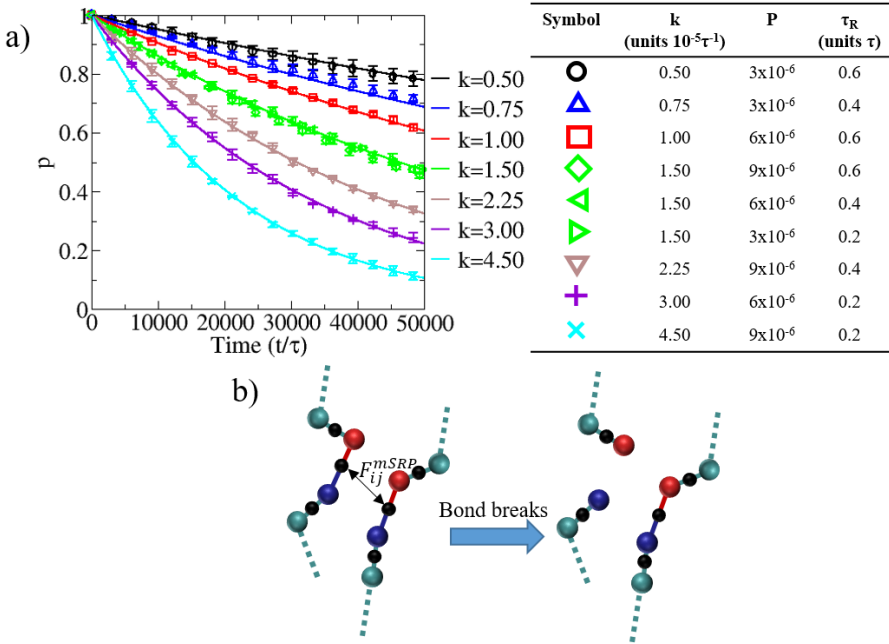 a)
p
1
0.8
0.6
0.4
0.2
0
0 10000 20000 30000 40000 50000
Time (t/τ)
k=0.50
k=0.75
k=1.00
k=1.50
k=2.25
k=3.00
k=4.50
Symbol k P τ_R
(units 10⁻⁵τ⁻¹) (units τ)
0.50 3x10⁻⁶ 0.6
0.75 3x10⁻⁶ 0.4
1.00 6x10⁻⁶ 0.6
1.50 9x10⁻⁶ 0.6
1.50 6x10⁻⁶ 0.4
1.50 3x10⁻⁶ 0.2
2.25 9x10⁻⁶ 0.4
3.00 6x10⁻⁶ 0.2
4.50 9x10⁻⁶ 0.2
b)
F_{ij}^{mSRP}
Bond breaks